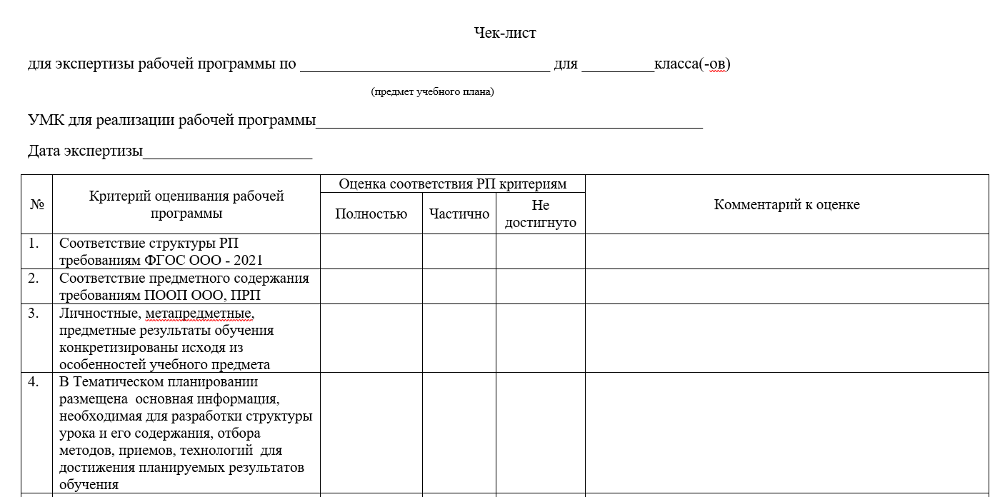 Чек-лист
для экспертизы рабочей программы по ________________________________ для _________класса(-ов)
(предмет учебного плана)
УМК для реализации рабочей программы__________________________________________________
Дата экспертизы______________________
№
Критерий оценивания рабочей
программы
Оценка соответствия РП критериям
Полностью
Частично
Не
достигнуто
Комментарий к оценке
1. Соответствие структуры РП
требованиям ФГОС ООО - 2021
2. Соответствие предметного содержания
требованиям ПООП ООО, ПРП
3. Личностные, метапредметные,
предметные результаты обучения
конкретизированы исходя из
особенностей учебного предмета
4. В Тематическом планировании
размещена  основная информация,
необходимая для разработки структуры
урока и его содержания, отбора
методов, приемов, технологий  для
достижения планируемых результатов
обучения